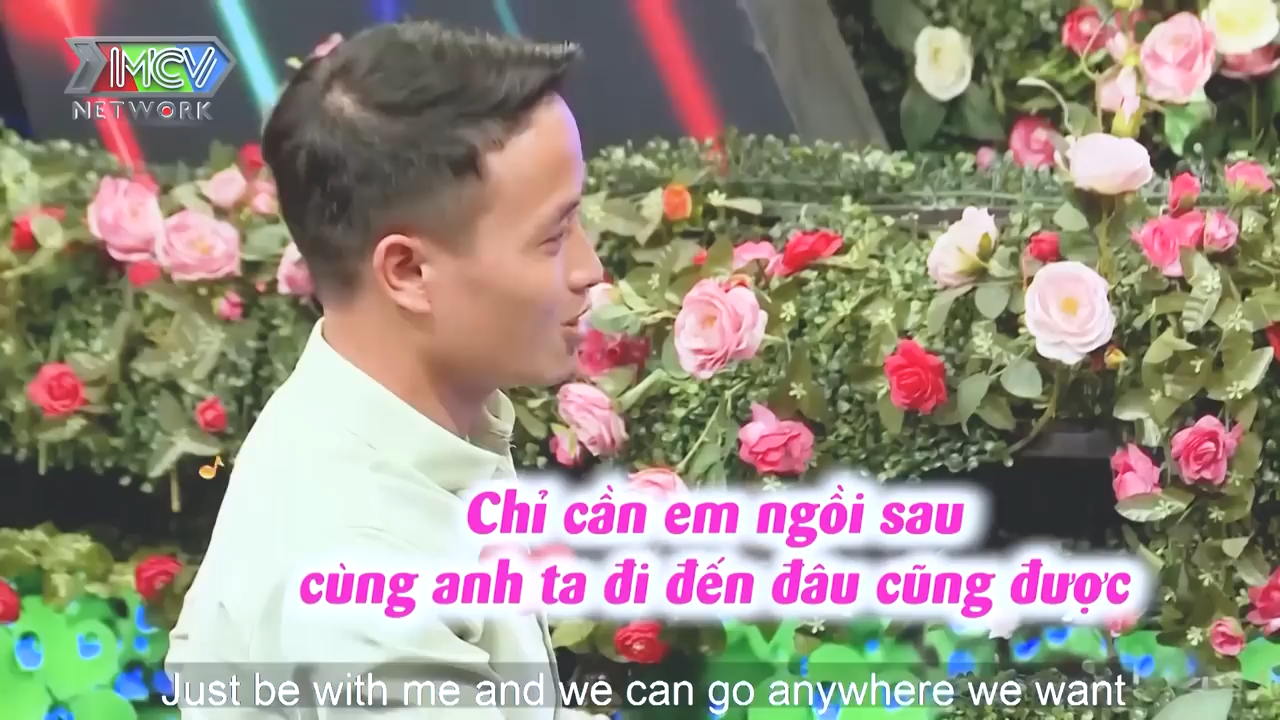 MCV
NETWORK
Chỉ cần em ngồi sau
cùng anh ta đi đến đâu cũng được
Just be with me and we can go anywhere we want